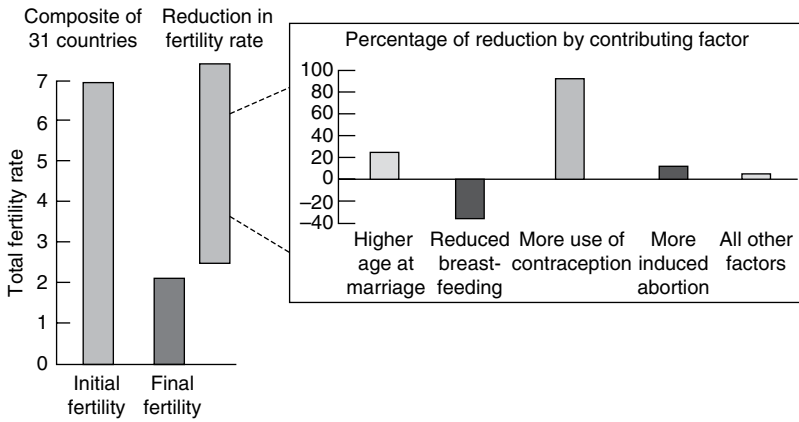 Composite of
31 countries
Reduction in
fertility rate
Total fertility rate
7
6
5
4
3
2
1
0
Initial
fertility
Final
fertility
Percentage of reduction by contributing factor
100
80
60
40
20
0
–20
–40
Higher
age at
marriage
Reduced
breast-
feeding
More use of
contraception
More
induced
abortion
All other
factors